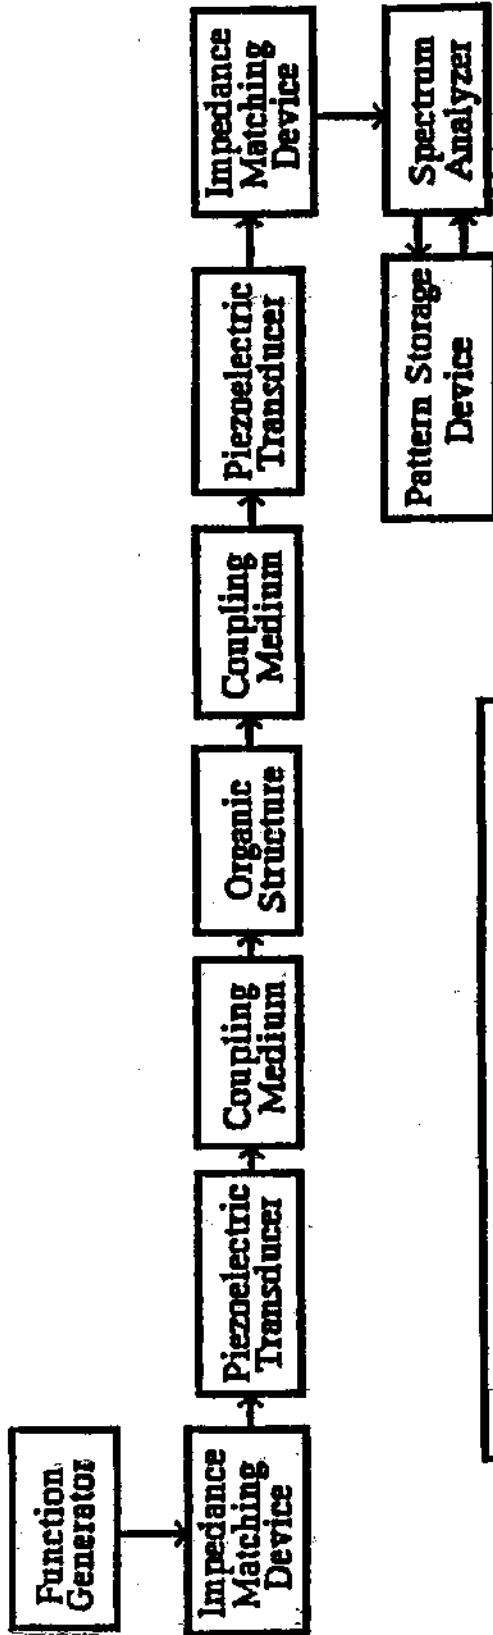 Function
Generator
Impedance
Matching
Device
Piezoelectric
Transducer
Coupling
Medium
Organic
Structure
Coupling
Medium
Piezoelectric
Transducer
Impedance
Matching
Device
Spectrum
Analyzer
Pattern Storage
Device